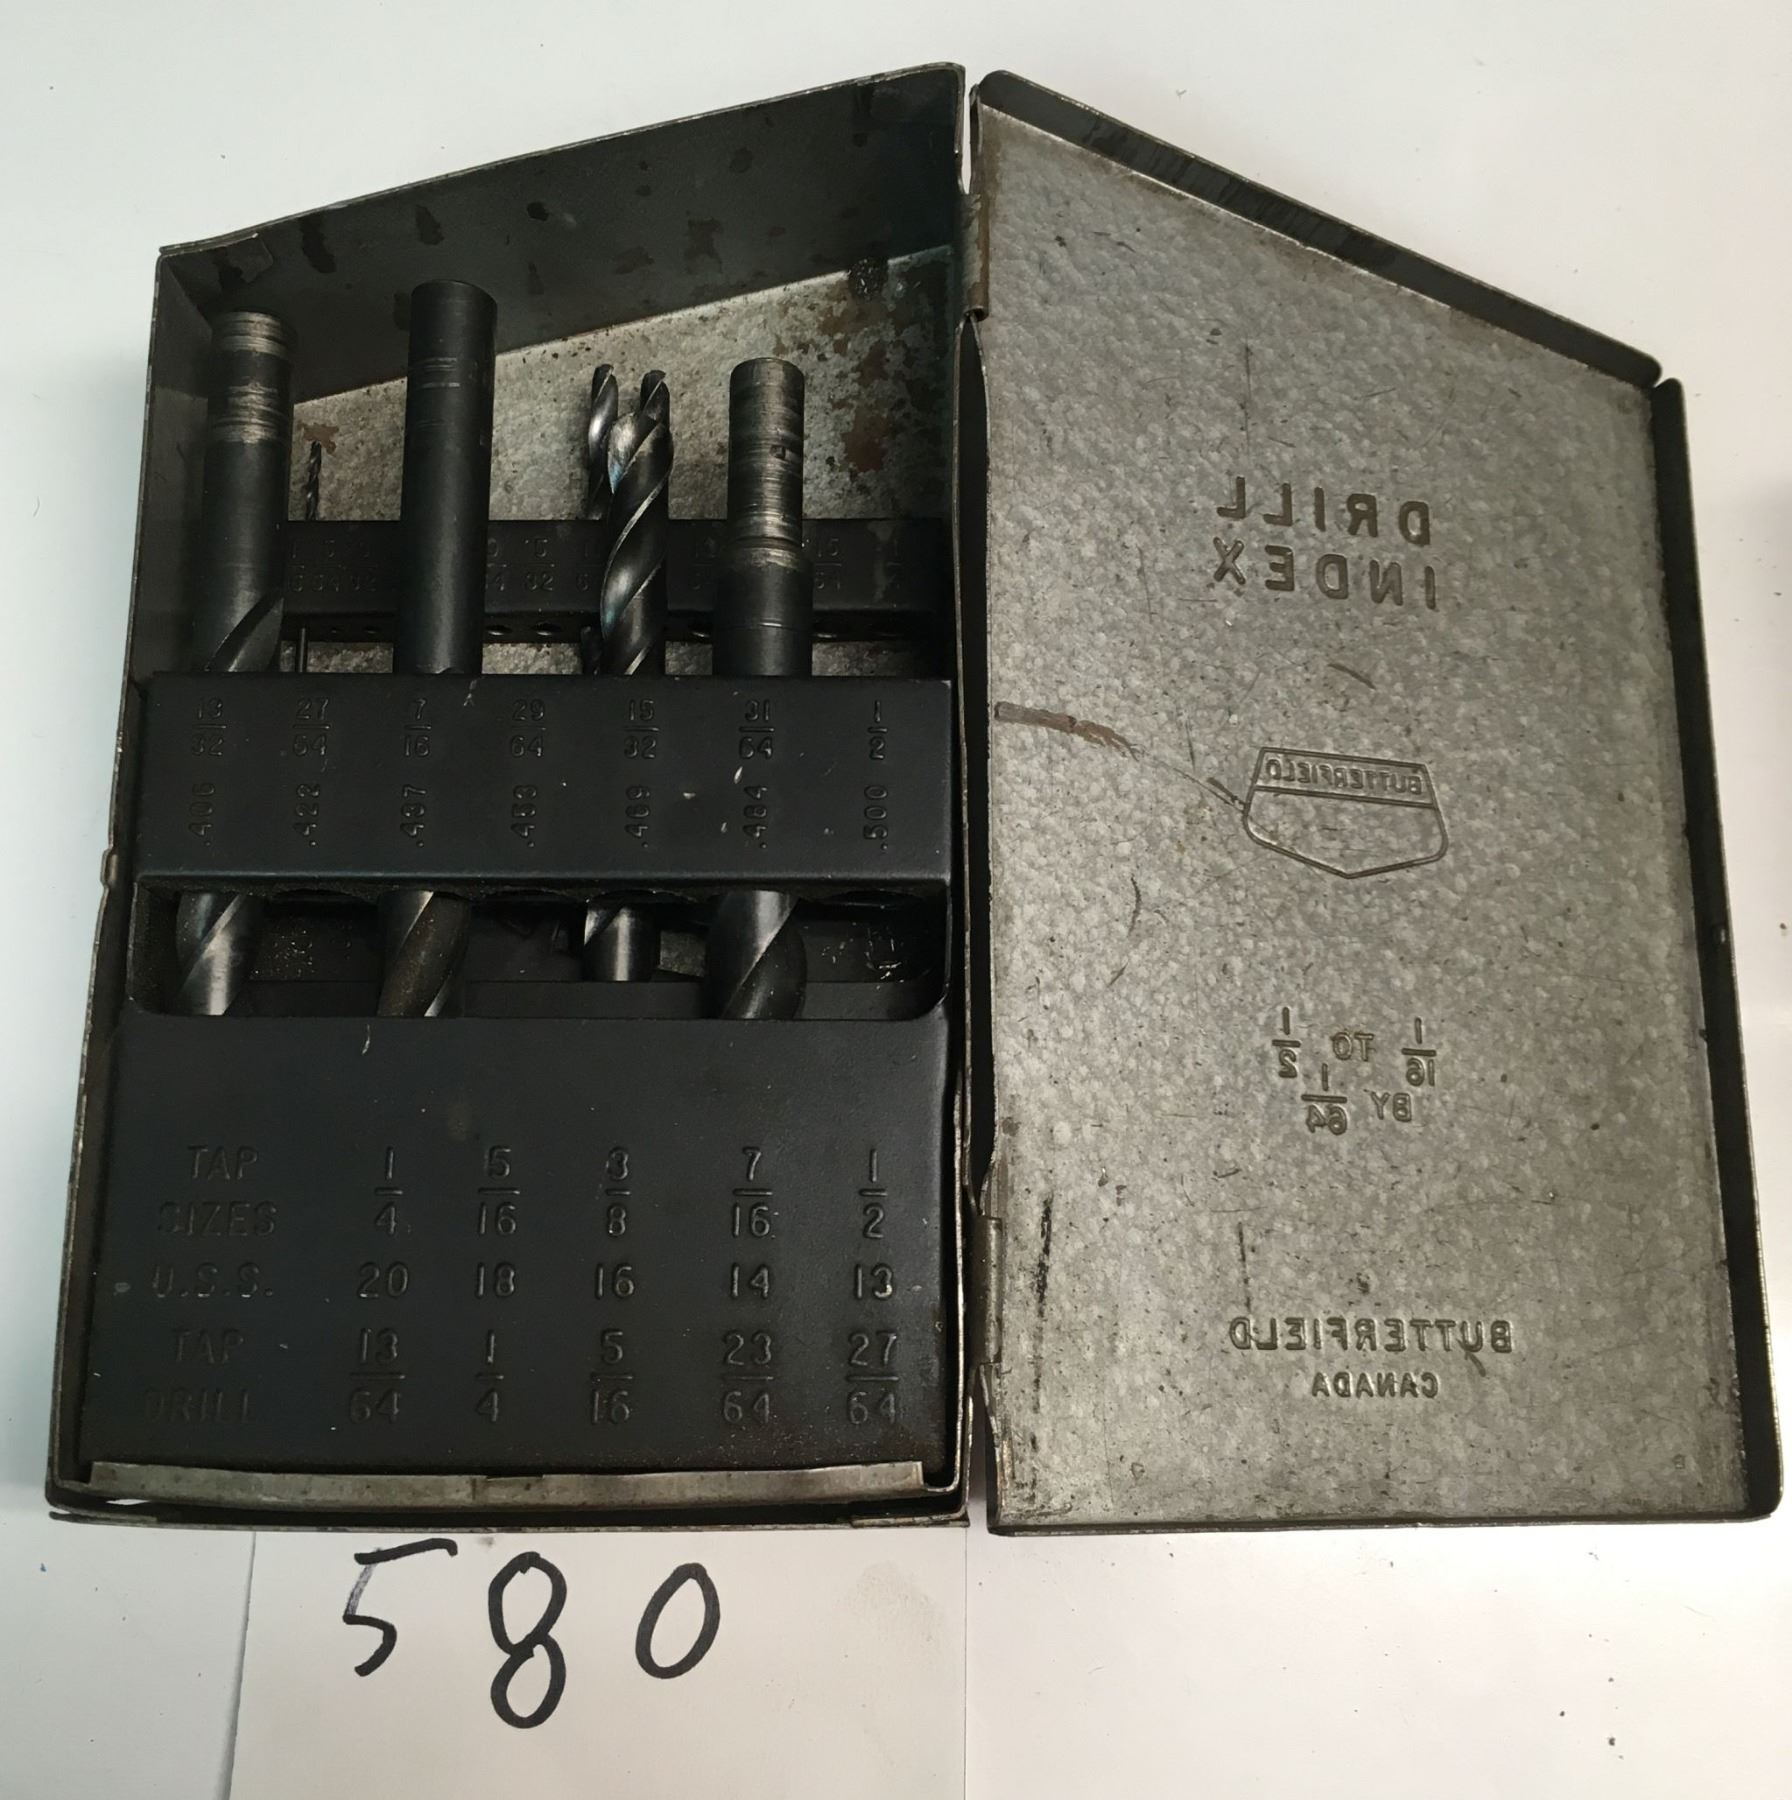 13/32 27/64 7/16 29/64 15/32 31/64 1/2
.406 .422 .437 .453 .469 .484 .500
TAP SIZES 1/4 5/16 3/8 7/16 1/2
U.S.S. 20 18 16 14 13
TAP DRILL 13/64 1/4 5/16 23/64 27/64
DRILL
INDEX
BUTTERFIELD
1/16 TO 1/2
BY 1/64
BUTTERFIELD
CANADA
580